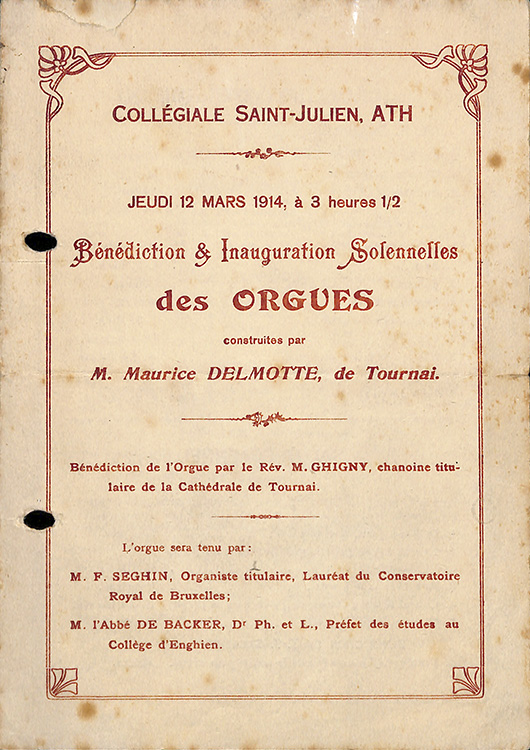 COLLÉGIALE SAINT-JULIEN, ATH
JEUDI 12 MARS 1914, à 3 heures 1/2
Bénédiction & Inauguration Solennelles
des ORGUES
construites par
M. Maurice DELMOTTE, de Tournai.
Bénédiction de l'Orgue par le Rév. M. GHIGNY, chanoine titu-
laire de la Cathédrale de Tournai.
L'orgue sera tenu par :
M. F. SEGHIN, Organiste titulaire, Lauréat du Conservatoire
Royal de Bruxelles;
M. l'Abbé DE BACKER, Dr Ph. et L., Préfet des études au
Collège d'Enghien.